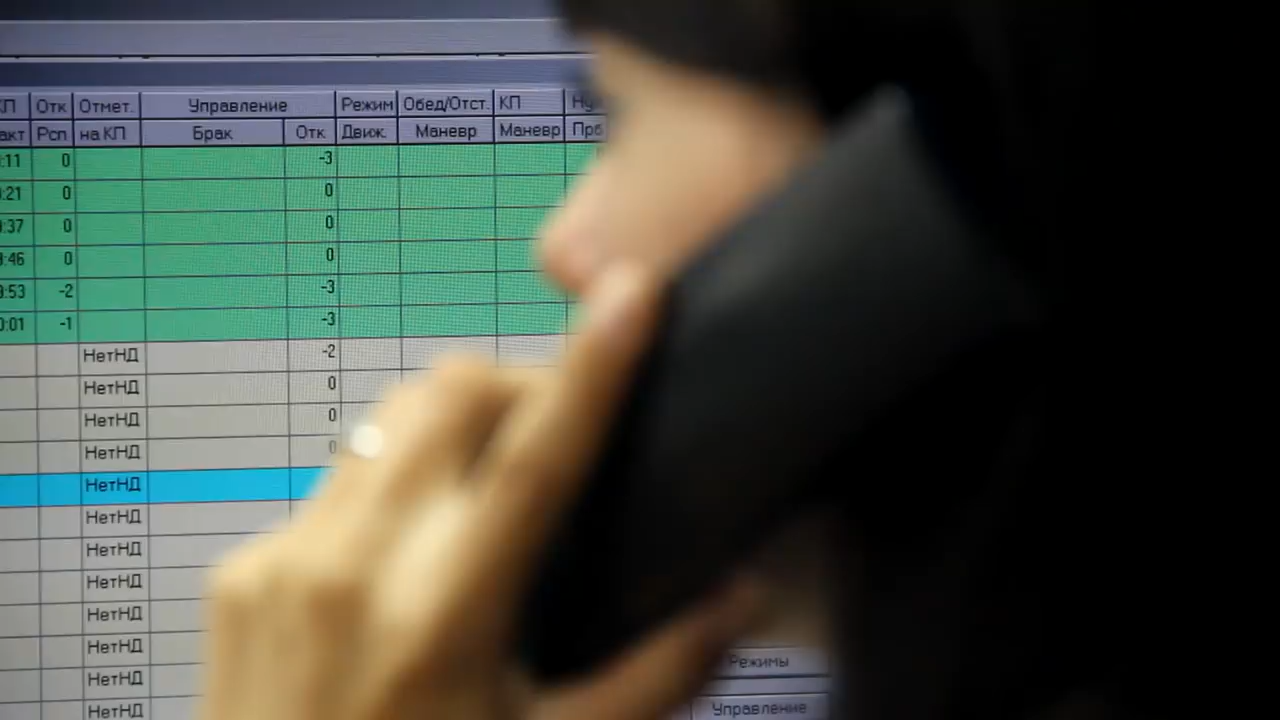 КП Отк Отмет. Управление Режим Обед/Отст. КП
Рсп на КП Брак Отк Движ. Маневр Маневр Прб
:11 0 -3
:21 0 0
:37 0 0
:46 0 0
:53 -2 -3
0:01 -1 -3
НетНД -2
НетНД 0
НетНД 0
НетНД 0
НетНД
НетНД
НетНД
НетНД
НетНД
НетНД
НетНД
НетНД
Режимы
Управление